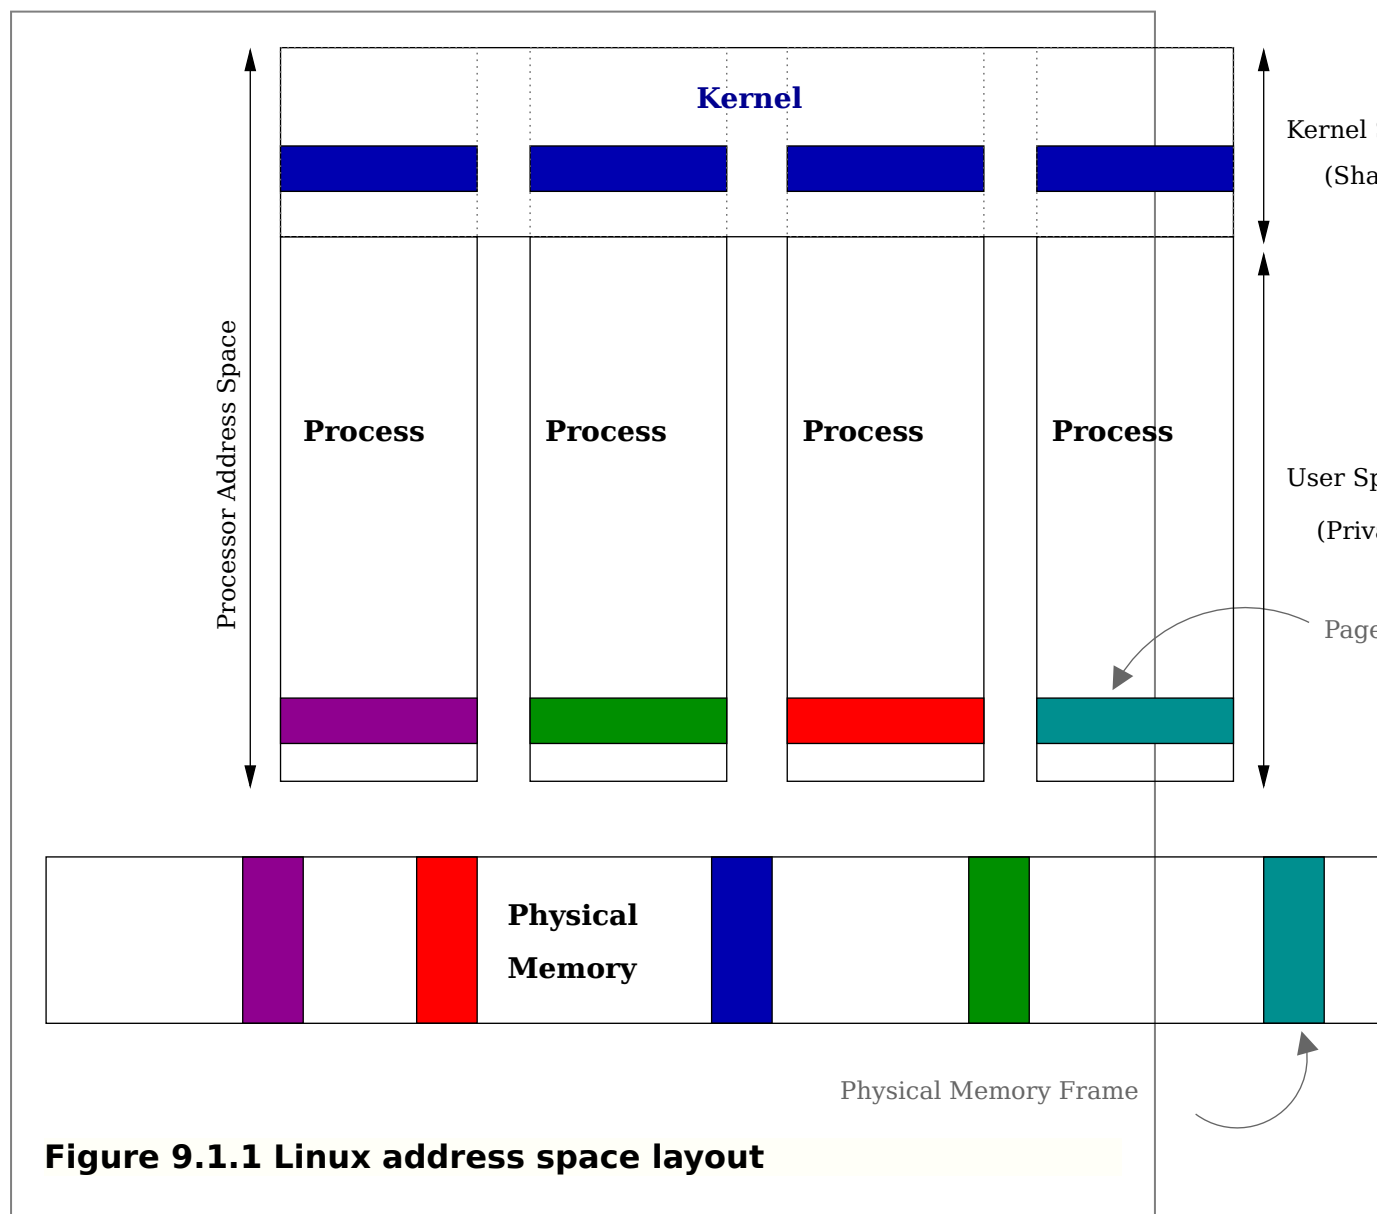 Kernel
Kernel
(Sha
Processor Address Space
Process
Process
Process
Process
User Sp
(Priva
Page
Physical
Memory
Physical Memory Frame
Figure 9.1.1 Linux address space layout